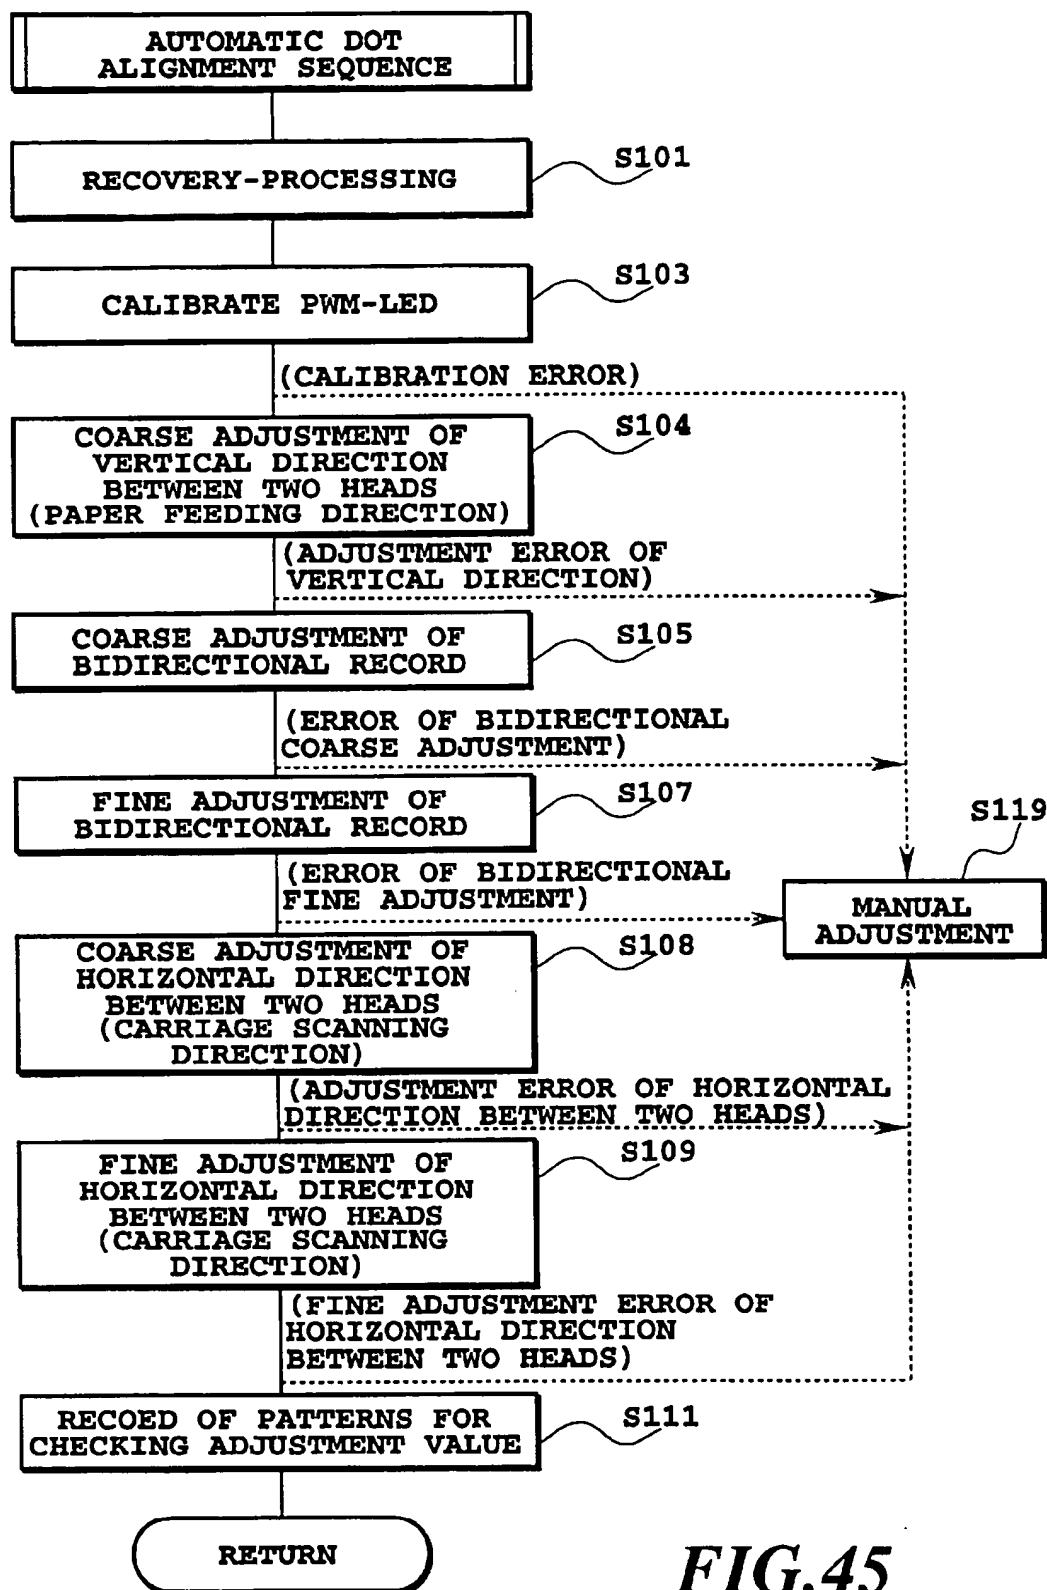 AUTOMATIC DOT
ALIGNMENT SEQUENCE
RECOVERY-PROCESSING
S101
CALIBRATE PWM-LED
S103
(CALIBRATION ERROR)
COARSE ADJUSTMENT OF
VERTICAL DIRECTION
BETWEEN TWO HEADS
(PAPER FEEDING DIRECTION)
S104
(ADJUSTMENT ERROR OF
VERTICAL DIRECTION)
COARSE ADJUSTMENT OF
BIDIRECTIONAL RECORD
S105
(ERROR OF BIDIRECTIONAL
COARSE ADJUSTMENT)
FINE ADJUSTMENT OF
BIDIRECTIONAL RECORD
S107
(ERROR OF BIDIRECTIONAL
FINE ADJUSTMENT)
S119
MANUAL
ADJUSTMENT
COARSE ADJUSTMENT OF
HORIZONTAL DIRECTION
BETWEEN TWO HEADS
(CARRIAGE SCANNING
DIRECTION)
S108
(ADJUSTMENT ERROR OF HORIZONTAL
DIRECTION BETWEEN TWO HEADS)
FINE ADJUSTMENT OF
HORIZONTAL DIRECTION
BETWEEN TWO HEADS
(CARRIAGE SCANNING
DIRECTION)
S109
(FINE ADJUSTMENT ERROR OF
HORIZONTAL DIRECTION
BETWEEN TWO HEADS)
RECOED OF PATTERNS FOR
CHECKING ADJUSTMENT VALUE
S111
RETURN
FIG.45